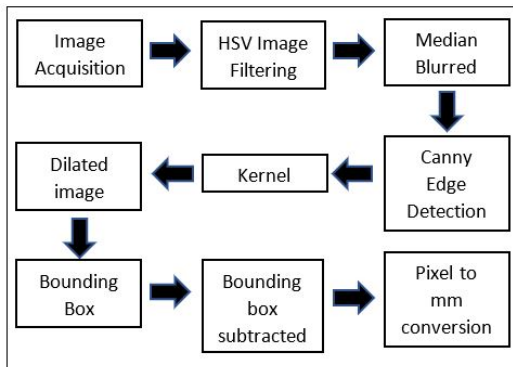 Image
Acquisition
HSV Image
Filtering
Median
Blurred
Canny
Edge
Detection
Kernel
Dilated
image
Bounding
Box
Bounding
box
subtracted
Pixel to
mm
conversion